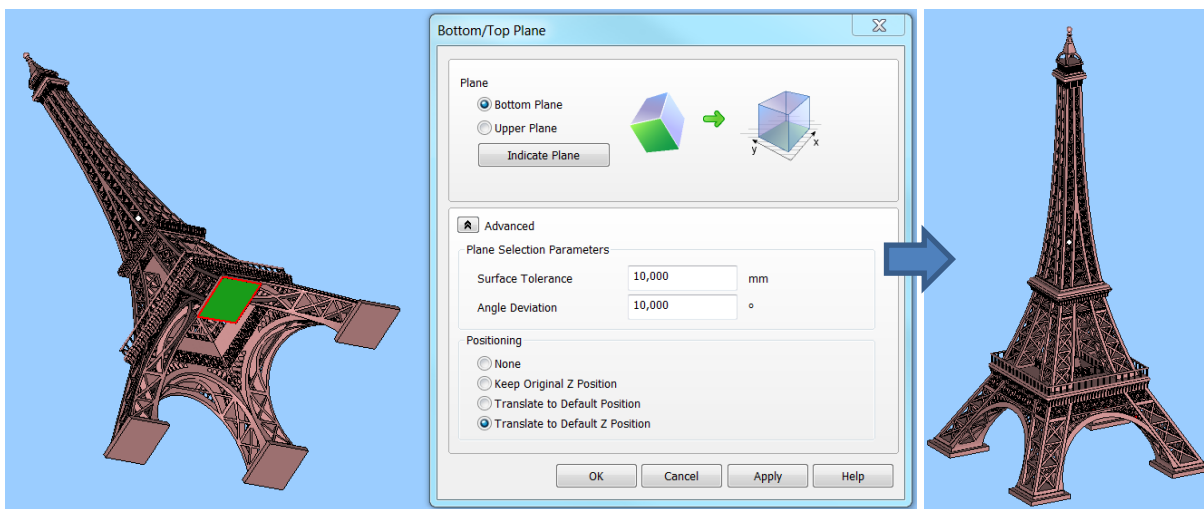 Bottom/Top Plane
Plane
Bottom Plane
Upper Plane
Indicate Plane
y
x
Advanced
Plane Selection Parameters
Surface Tolerance 10,000 mm
Angle Deviation 10,000 °
Positioning
None
Keep Original Z Position
Translate to Default Position
Translate to Default Z Position
OK Cancel Apply Help